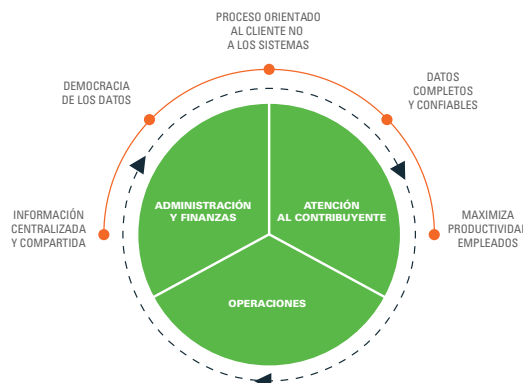 PROCESO ORIENTADO
AL CLIENTE NO
A LOS SISTEMAS
DEMOCRACIA
DE LOS DATOS
DATOS
COMPLETOS
Y CONFIABLES
INFORMACIÓN
CENTRALIZADA
Y COMPARTIDA
ADMINISTRACIÓN
Y FINANZAS
ATENCIÓN
AL CONTRIBUYENTE
MAXIMIZA
PRODUCTIVIDAD
EMPLEADOS
OPERACIONES